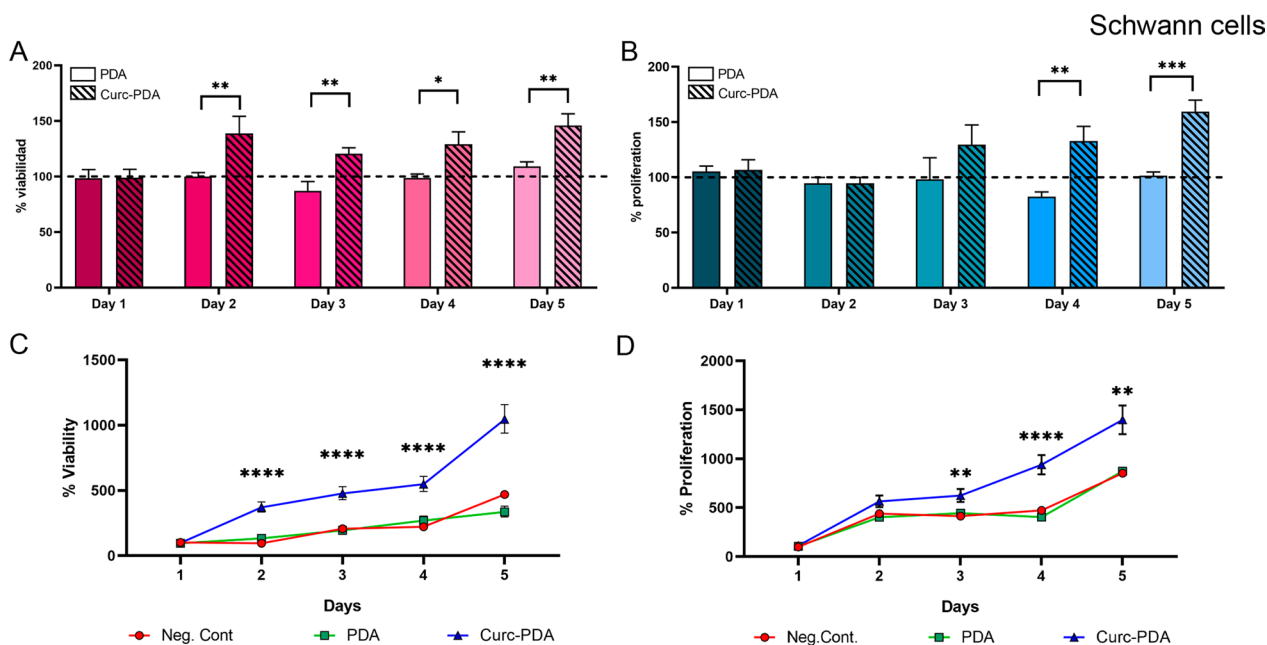 Schwann cells
A
% viabilidad
200
150
100
50
0
PDA
Curc-PDA
** ** * **
Day 1 Day 2 Day 3 Day 4 Day 5
B
% proliferation
200
150
100
50
0
PDA
Curc-PDA
** ***
Day 1 Day 2 Day 3 Day 4 Day 5
C
% Viability
1500
1000
500
0
**** **** **** ****
1 2 3 4 5
Days
Neg. Cont PDA Curc-PDA
D
% Proliferation
2000
1500
1000
500
0
** **** **
1 2 3 4 5
Days
Neg.Cont. PDA Curc-PDA